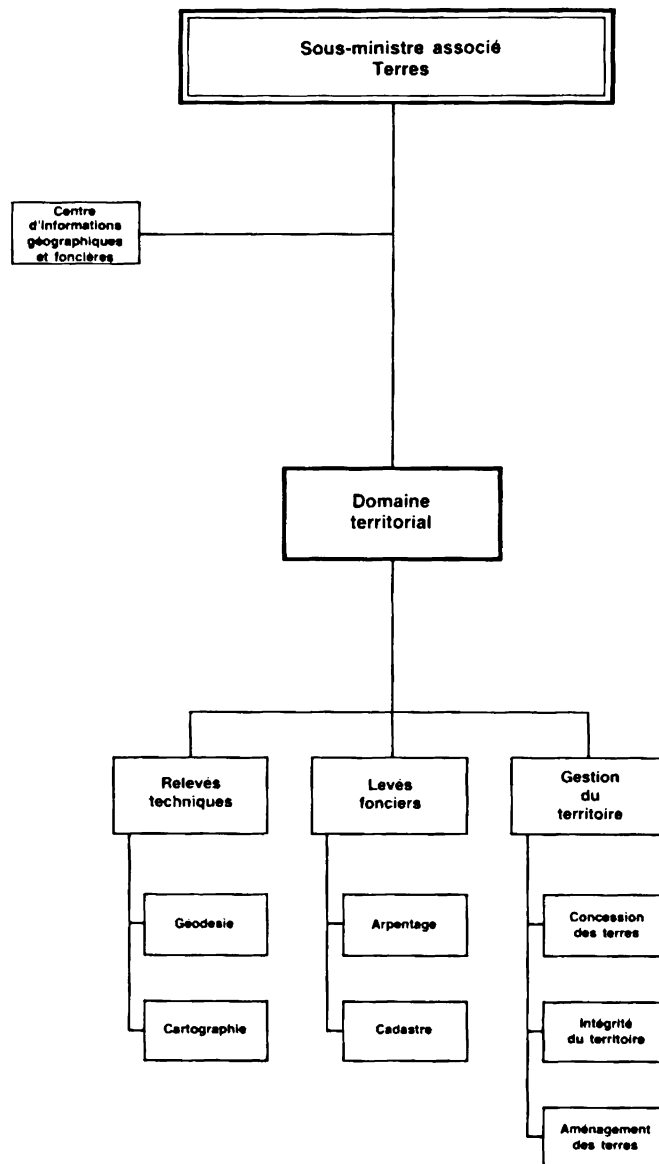 Sous-ministre associé
Terres
Centre
d'Informations
géographiques
et foncières
Domaine
territorial
Relevés
techniques
Levés
fonciers
Gestion
du
territoire
Géodésie
Arpentage
Concession
des terres
Cartographie
Cadastre
Intégrité
du territoire
Aménagement
des terres